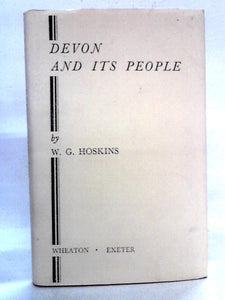 DEVON
AND ITS PEOPLE
by
W. G. HOSKINS
WHEATON · EXETER